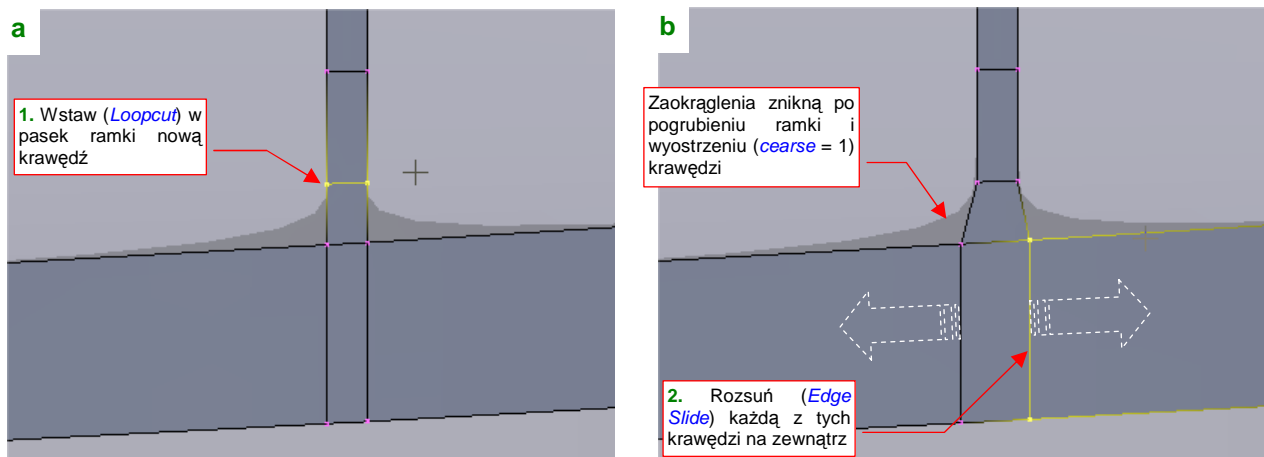 a
1. Wstaw (Loopcut) w
pasek ramki nową
krawędź
b
Zaokrąglenia znikną po
pogrubieniu ramki i
wyostrzeniu (cearse = 1)
krawędzi
2. Rozsuń (Edge
Slide) każdą z tych
krawędzi na zewnątrz